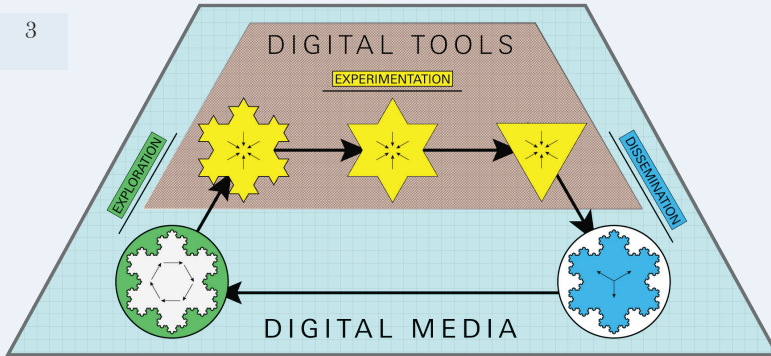 3
DIGITAL TOOLS
EXPERIMENTATION
EXPLORATION
DISSEMINATION
DIGITAL MEDIA